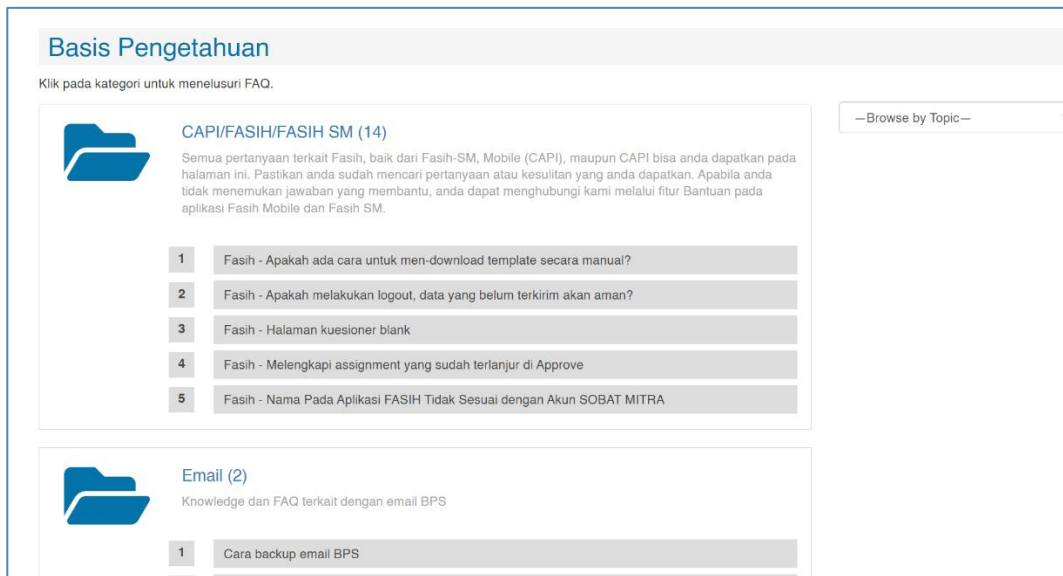 Basis Pengetahuan
Klik pada kategori untuk menelusuri FAQ.
CAPI/FASIH/FASIH SM (14)
Semua pertanyaan terkait Fasih, baik dari Fasih-SM, Mobile (CAPI), maupun CAPI bisa anda dapatkan pada
halaman ini. Pastikan anda sudah mencari pertanyaan atau kesulitan yang anda dapatkan. Apabila anda
tidak menemukan jawaban yang membantu, anda dapat menghubungi kami melalui fitur Bantuan pada
aplikasi Fasih Mobile dan Fasih SM.
1 Fasih - Apakah ada cara untuk men-download template secara manual?
2 Fasih - Apakah melakukan logout, data yang belum terkirim akan aman?
3 Fasih - Halaman kuesioner blank
4 Fasih - Melengkapi assignment yang sudah terlanjur di Approve
5 Fasih - Nama Pada Aplikasi FASIH Tidak Sesuai dengan Akun SOBAT MITRA
Email (2)
Knowledge dan FAQ terkait dengan email BPS
1 Cara backup email BPS
—Browse by Topic—